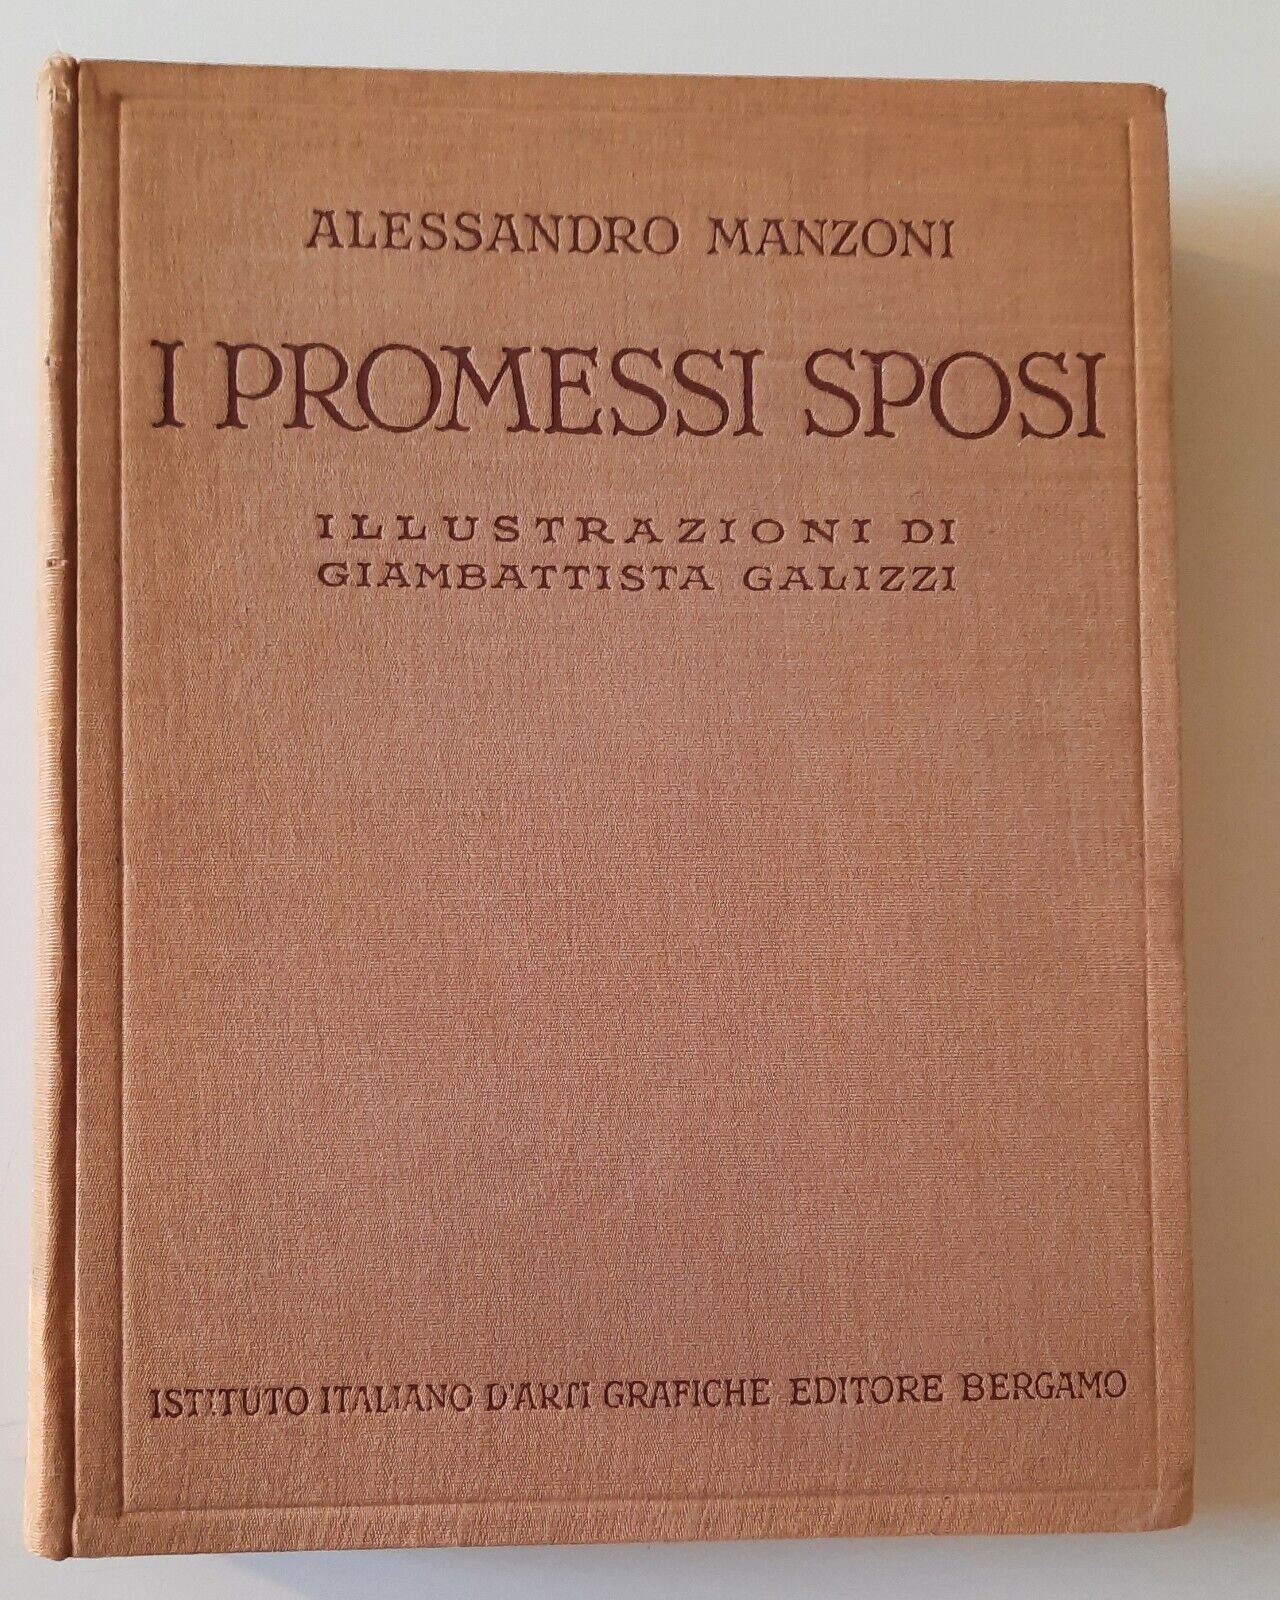 ALESSANDRO MANZONI
I PROMESSI SPOSI
ILLUSTRAZIONI DI
GIAMBATTISTA GALIZZI
ISTITUTO ITALIANO D'ARTI GRAFICHE EDITORE BERGAMO